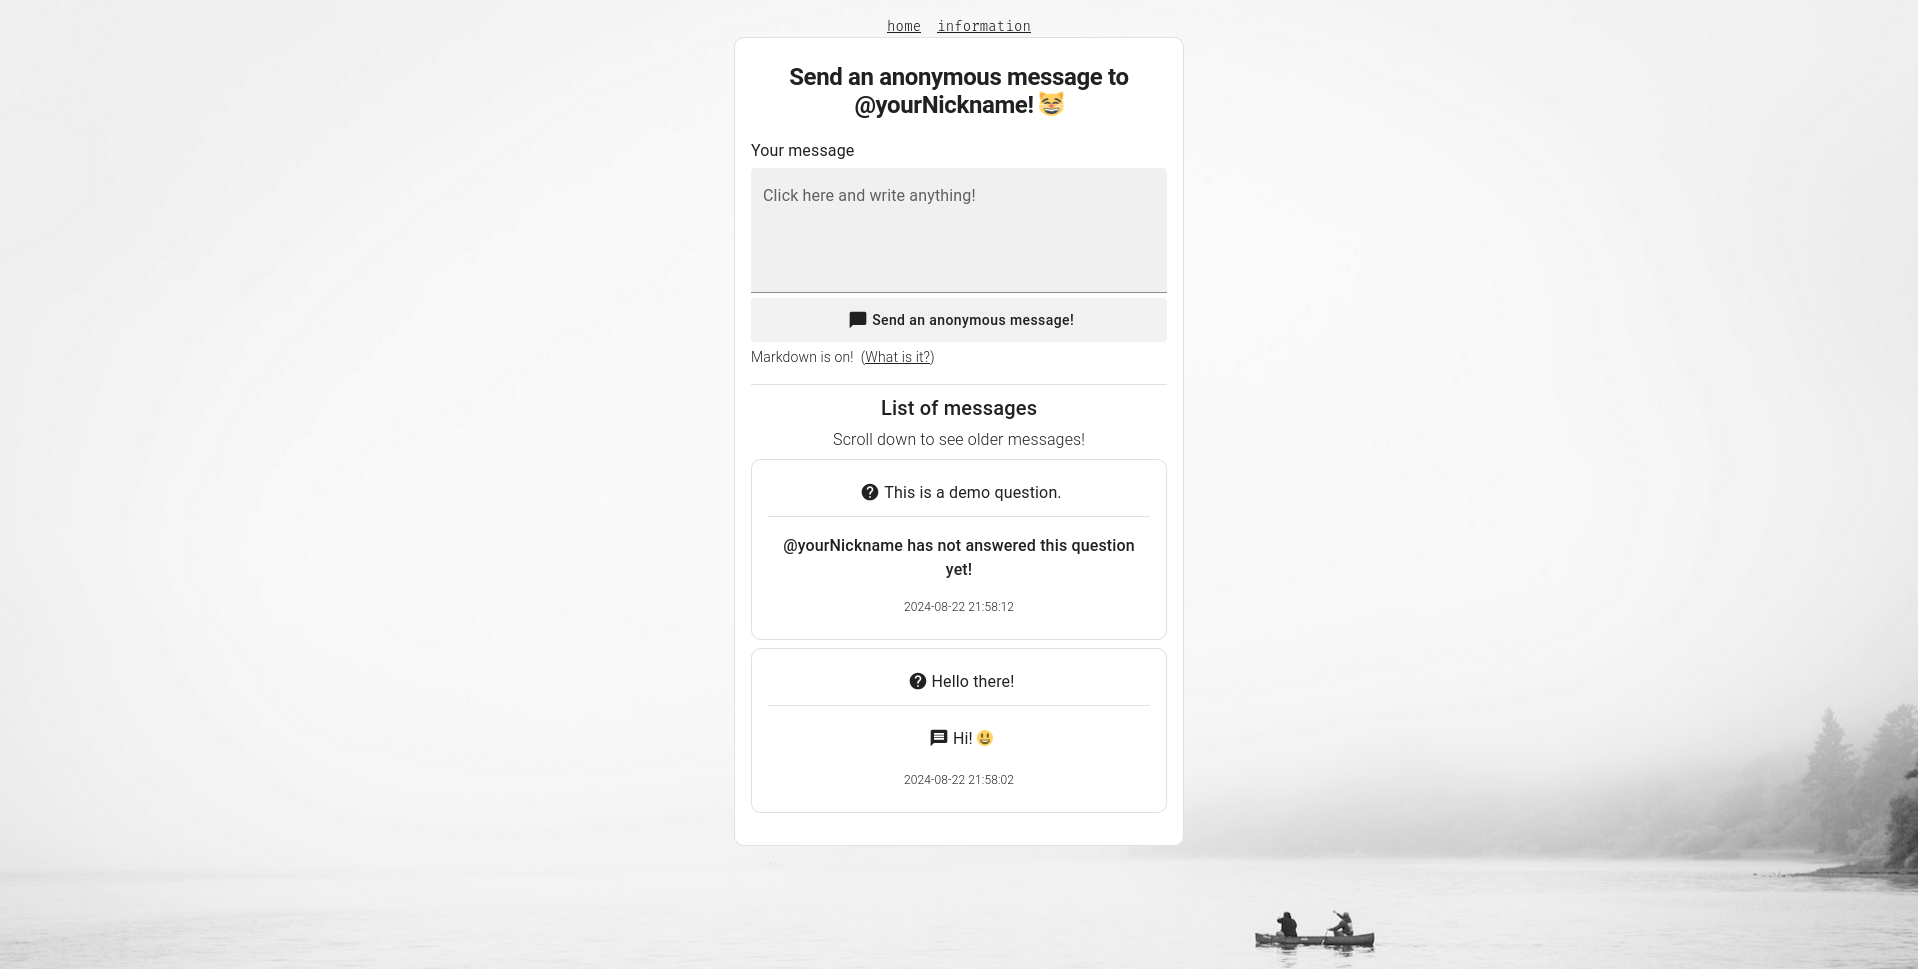 home information
Send an anonymous message to
@yourNickname! 😸
Your message
Click here and write anything!
Send an anonymous message!
Markdown is on! (What is it?)
List of messages
Scroll down to see older messages!
This is a demo question.
@yourNickname has not answered this question
yet!
2024-08-22 21:58:12
Hello there!
Hi! 😃
2024-08-22 21:58:02